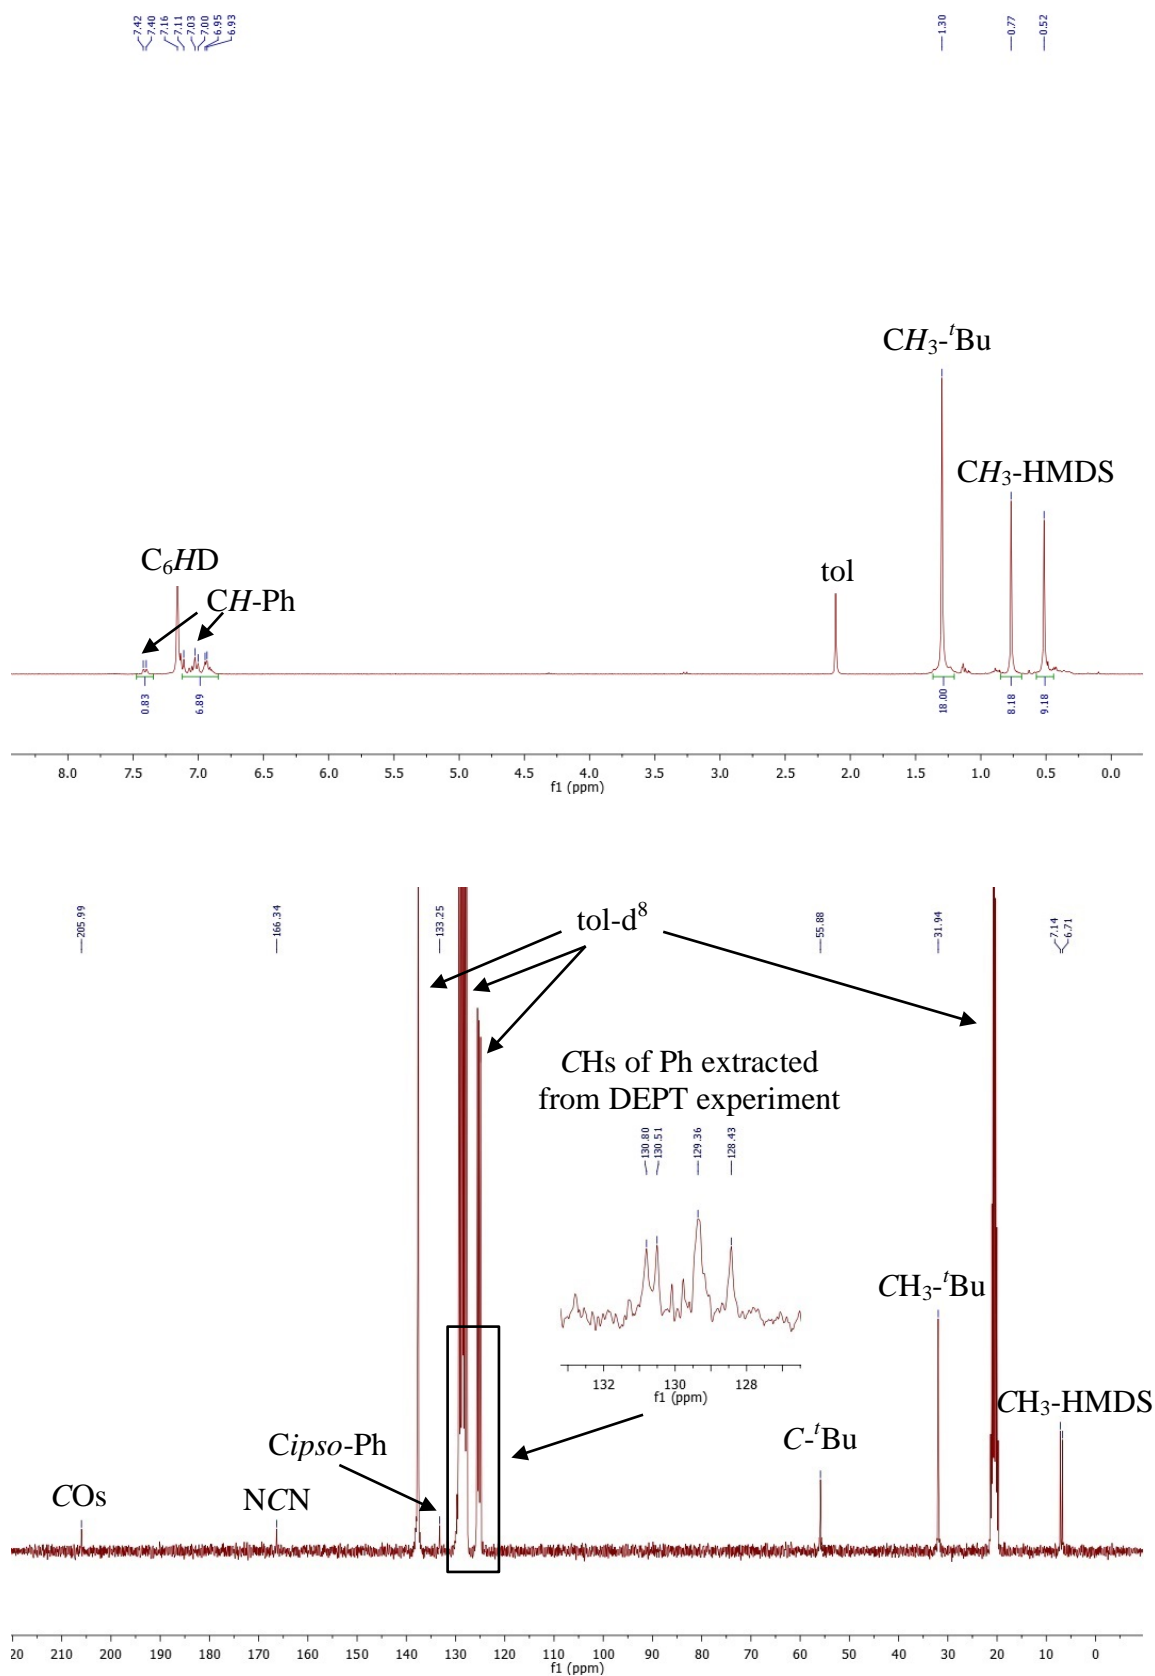 7.42
7.40
7.16
7.11
7.03
7.00
6.95
6.93
1.30
0.77
0.52
CH3-tBu
CH3-HMDS
C6HD
CH-Ph
tol
0.83
6.89
18.00
8.18
9.18
8.0 7.5 7.0 6.5 6.0 5.5 5.0 4.5 4.0 3.5 3.0 2.5 2.0 1.5 1.0 0.5 0.0
f1 (ppm)
205.99
166.34
133.25
55.88
31.94
7.14
6.71
tol-d8
CHs of Ph extracted
from DEPT experiment
130.80
130.51
129.36
128.43
132 130 128
f1 (ppm)
CH3-tBu
CH3-HMDS
Cipso-Ph
C-tBu
COs
NCN
20 210 200 190 180 170 160 150 140 130 120 110 100 90 80 70 60 50 40 30 20 10 0
f1 (ppm)